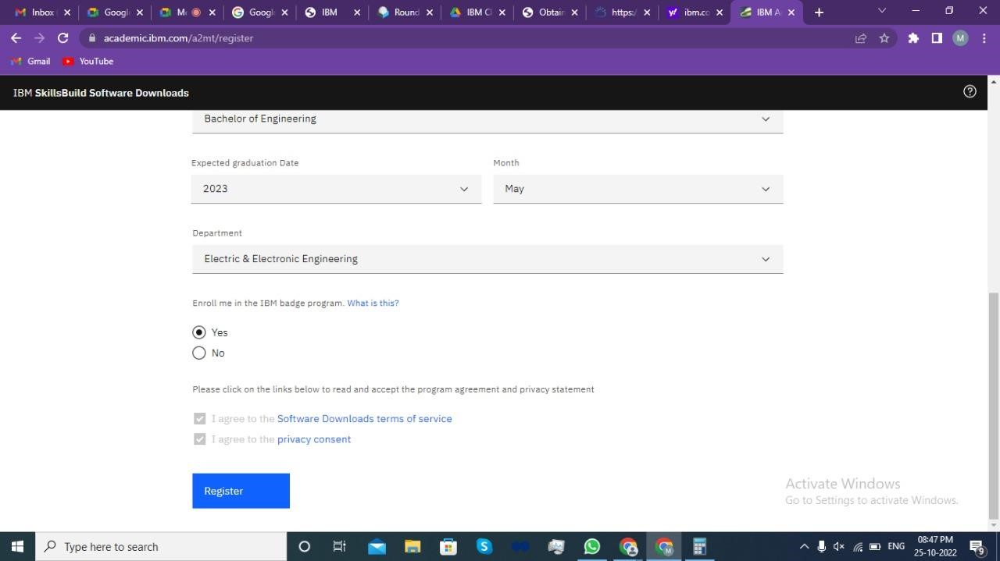 Inbox
Googl
M
Googl
IBM
Round
IBM C
Obtain
https:/
ibm.co
IBM A
academic.ibm.com/a2mt/register
M
Gmail
YouTube
IBM SkillsBuild Software Downloads
Bachelor of Engineering
Expected graduation Date
Month
2023
May
Department
Electric & Electronic Engineering
Enroll me in the IBM badge program. What is this?
Yes
No
Please click on the links below to read and accept the program agreement and privacy statement
I agree to the Software Downloads terms of service
I agree to the privacy consent
Register
Activate Windows
Go to Settings to activate Windows.
Type here to search
ENG
08:47 PM
25-10-2022
9